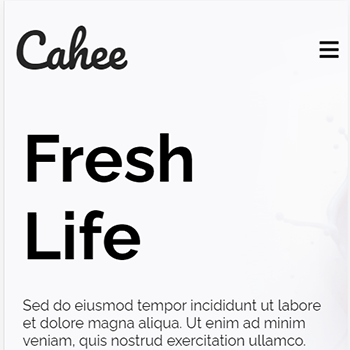 Cahee
Fresh
Life
Sed do eiusmod tempor incididunt ut labore
et dolore magna aliqua. Ut enim ad minim
veniam, quis nostrud exercitation ullamco.